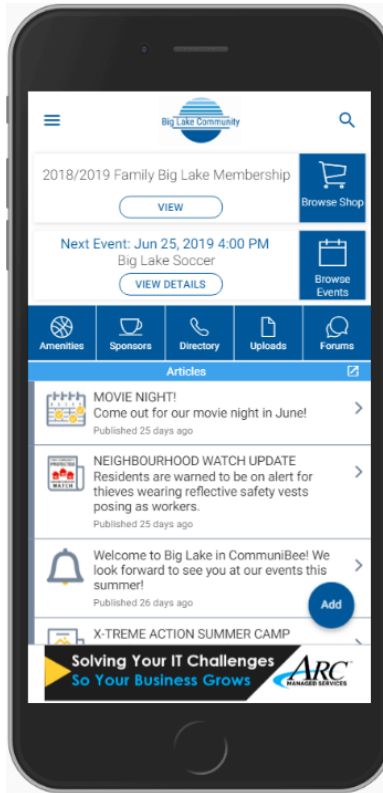 Big Lake Community
2018/2019 Family Big Lake Membership
VIEW
Browse Shop
Next Event: Jun 25, 2019 4:00 PM
Big Lake Soccer
VIEW DETAILS
Browse
Events
Amenities
Sponsors
Directory
Uploads
Forums
Articles
MOVIE NIGHT!
Come out for our movie night in June!
Published 25 days ago
NEIGHBOURHOOD WATCH UPDATE
Residents are warned to be on alert for
thieves wearing reflective safety vests
posing as workers.
Published 25 days ago
PROTECTED
WATCH
Welcome to Big Lake in CommuniBee! We
look forward to see you at our events this
summer!
Published 26 days ago
Add
X-TREME ACTION SUMMER CAMP
Solving Your IT Challenges
So Your Business Grows
ARC
MANAGED SERVICES